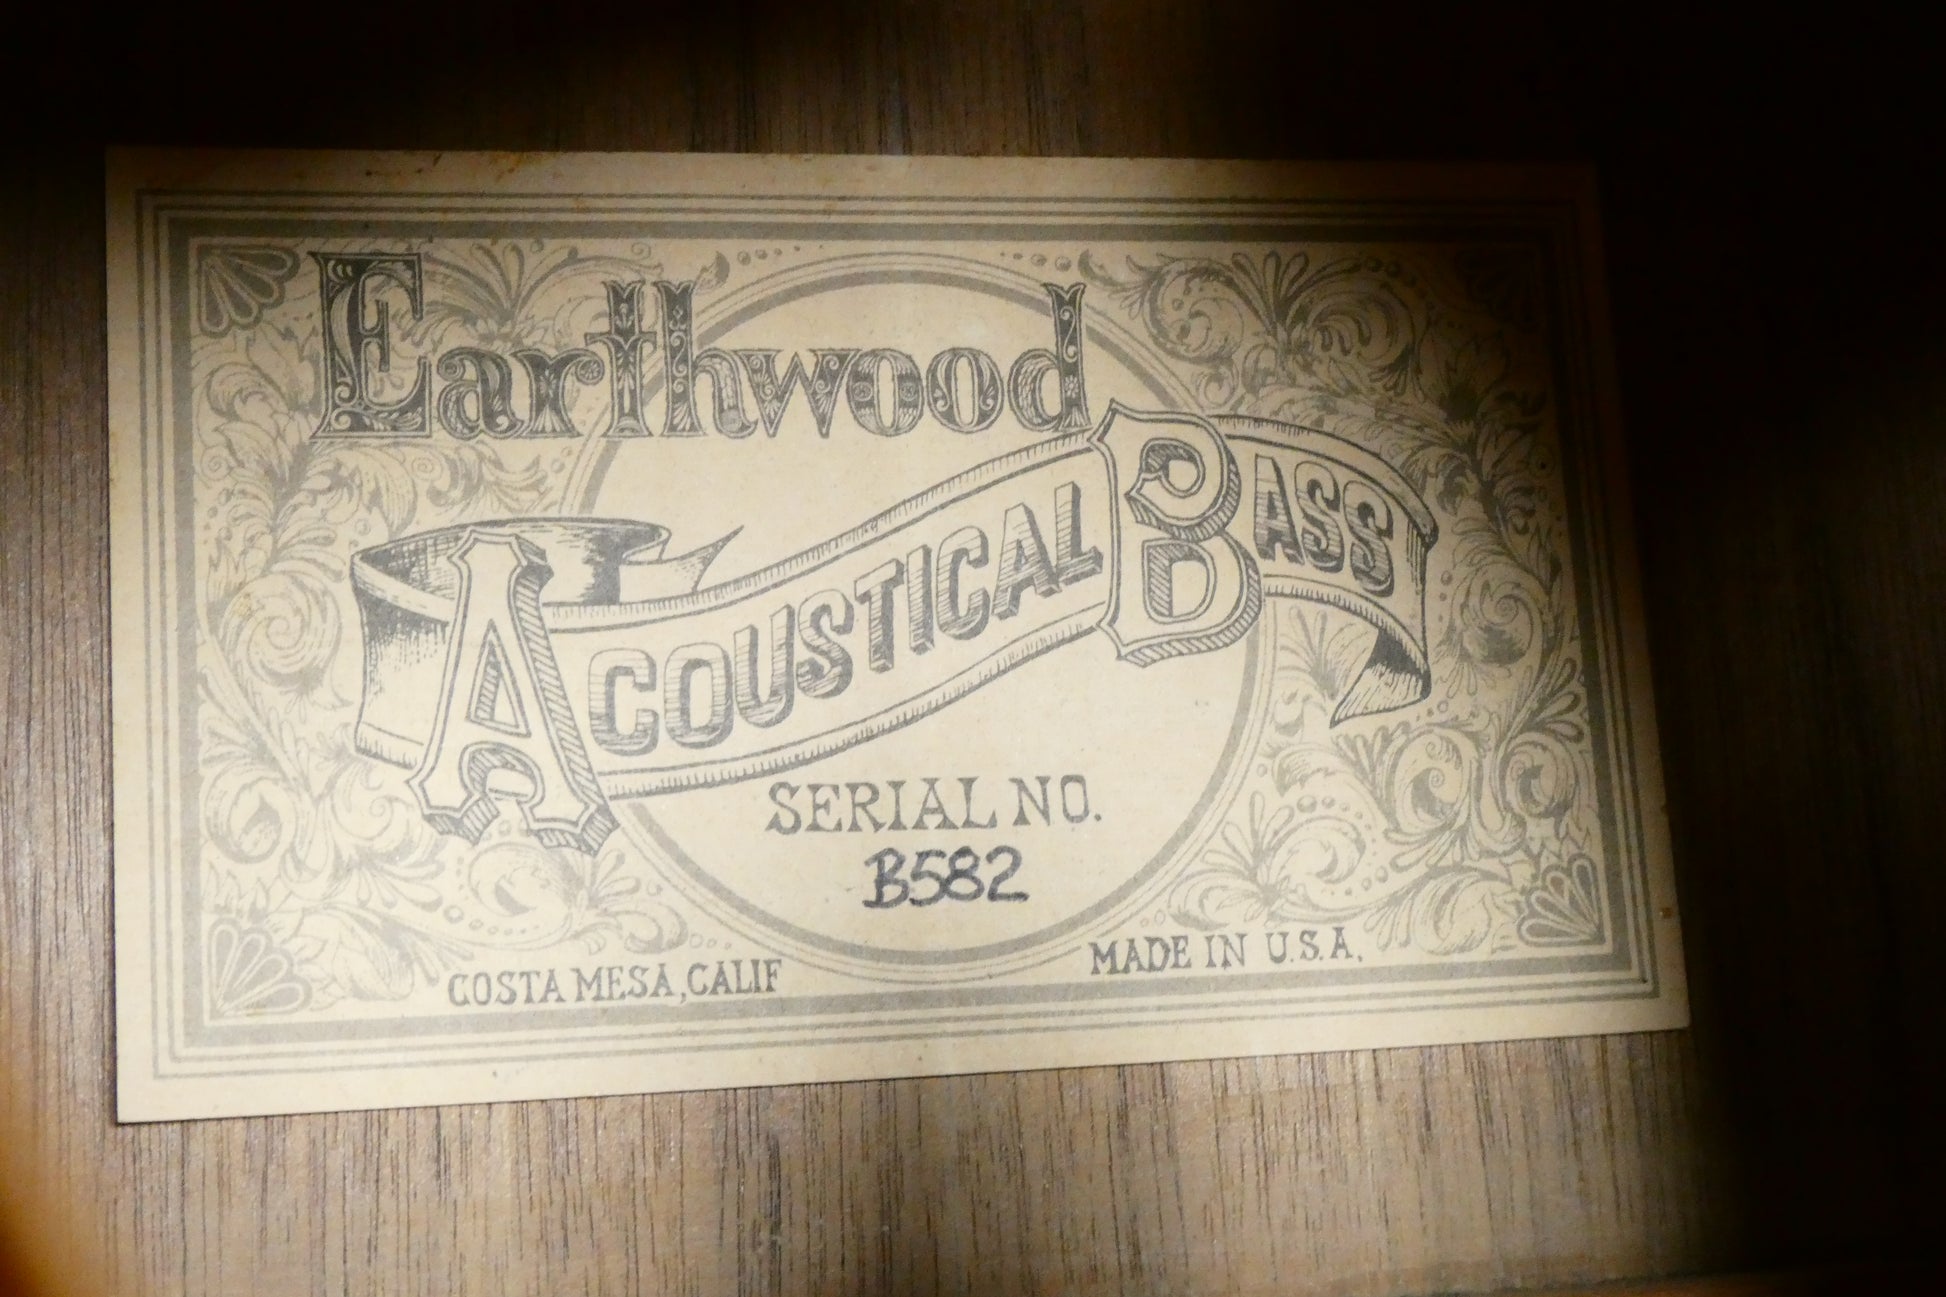 Earthwood
ACOUSTICAL BASS
SERIAL NO.
B582
COSTA MESA, CALIF
MADE IN U.S.A.